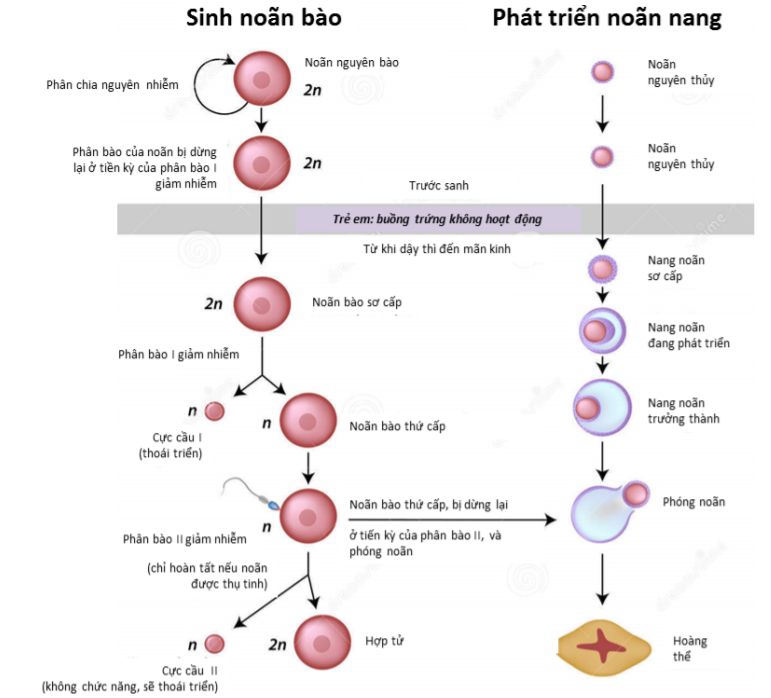 Sinh noãn bào
Phát triển noãn nang
Noãn nguyên bào
Phân chia nguyên nhiễm
2n
Noãn
nguyên thủy
Phân bào của noãn bị dừng
lại ở tiền kỳ của phân bào I
giảm nhiễm
2n
Noãn
nguyên thủy
Trước sanh
Trẻ em: buồng trứng không hoạt động
Từ khi dậy thì đến mãn kinh
Nang noãn
sơ cấp
2n
Noãn bào sơ cấp
Nang noãn
đang phát triển
Phân bào I giảm nhiễm
n
Cực cầu I
(thoái triển)
n
Noãn bào thứ cấp
Nang noãn
trưởng thành
Noãn bào thứ cấp, bị dừng lại
ở tiến kỳ của phân bào II, và
phóng noãn
Phóng noãn
n
Phân bào II giảm nhiễm
(chỉ hoàn tất nếu noãn
được thụ tinh)
n
Cực cầu II
(không chức năng, sẽ thoái triển)
2n
Hợp tử
Hoàng
thể